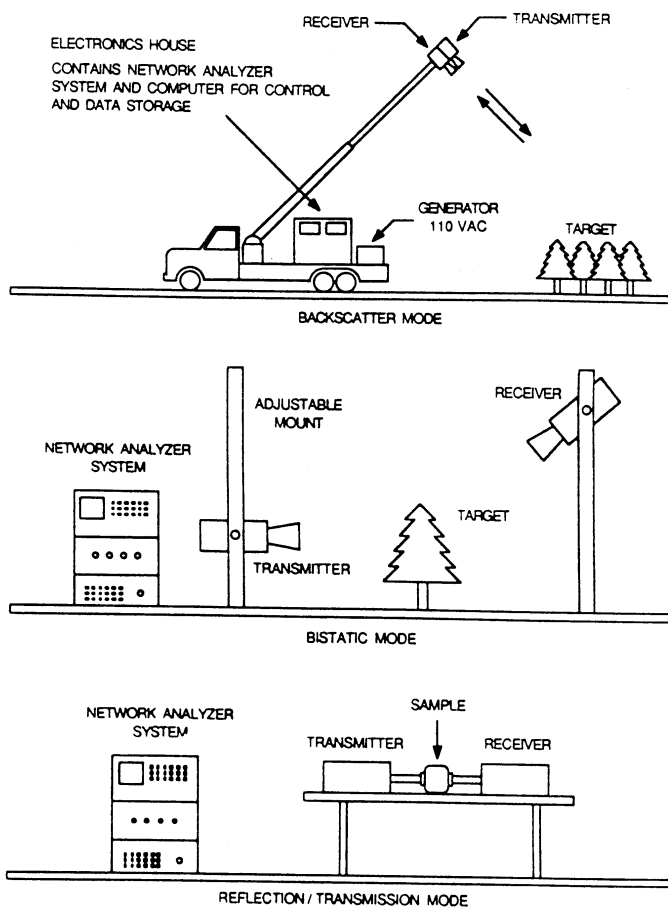 RECEIVER
TRANSMITTER
ELECTRONICS HOUSE
CONTAINS NETWORK ANALYZER
SYSTEM AND COMPUTER FOR CONTROL
AND DATA STORAGE
GENERATOR
110 VAC
TARGET
BACKSCATTER MODE
ADJUSTABLE
MOUNT
RECEIVER
NETWORK ANALYZER
SYSTEM
TARGET
TRANSMITTER
BISTATIC MODE
NETWORK ANALYZER
SYSTEM
SAMPLE
TRANSMITTER
RECEIVER
REFLECTION/TRANSMISSION MODE